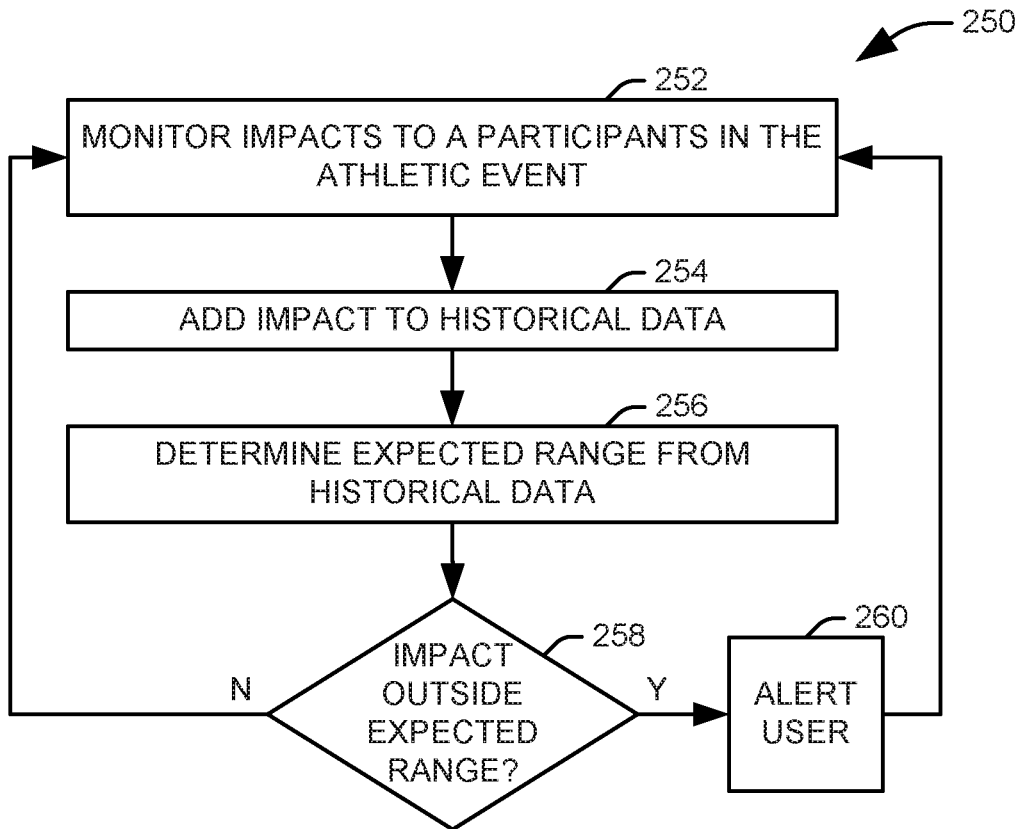 250
252
MONITOR IMPACTS TO A PARTICIPANTS IN THE
ATHLETIC EVENT
254
ADD IMPACT TO HISTORICAL DATA
256
DETERMINE EXPECTED RANGE FROM
HISTORICAL DATA
258
IMPACT
OUTSIDE
EXPECTED
RANGE?
N
Y
260
ALERT
USER